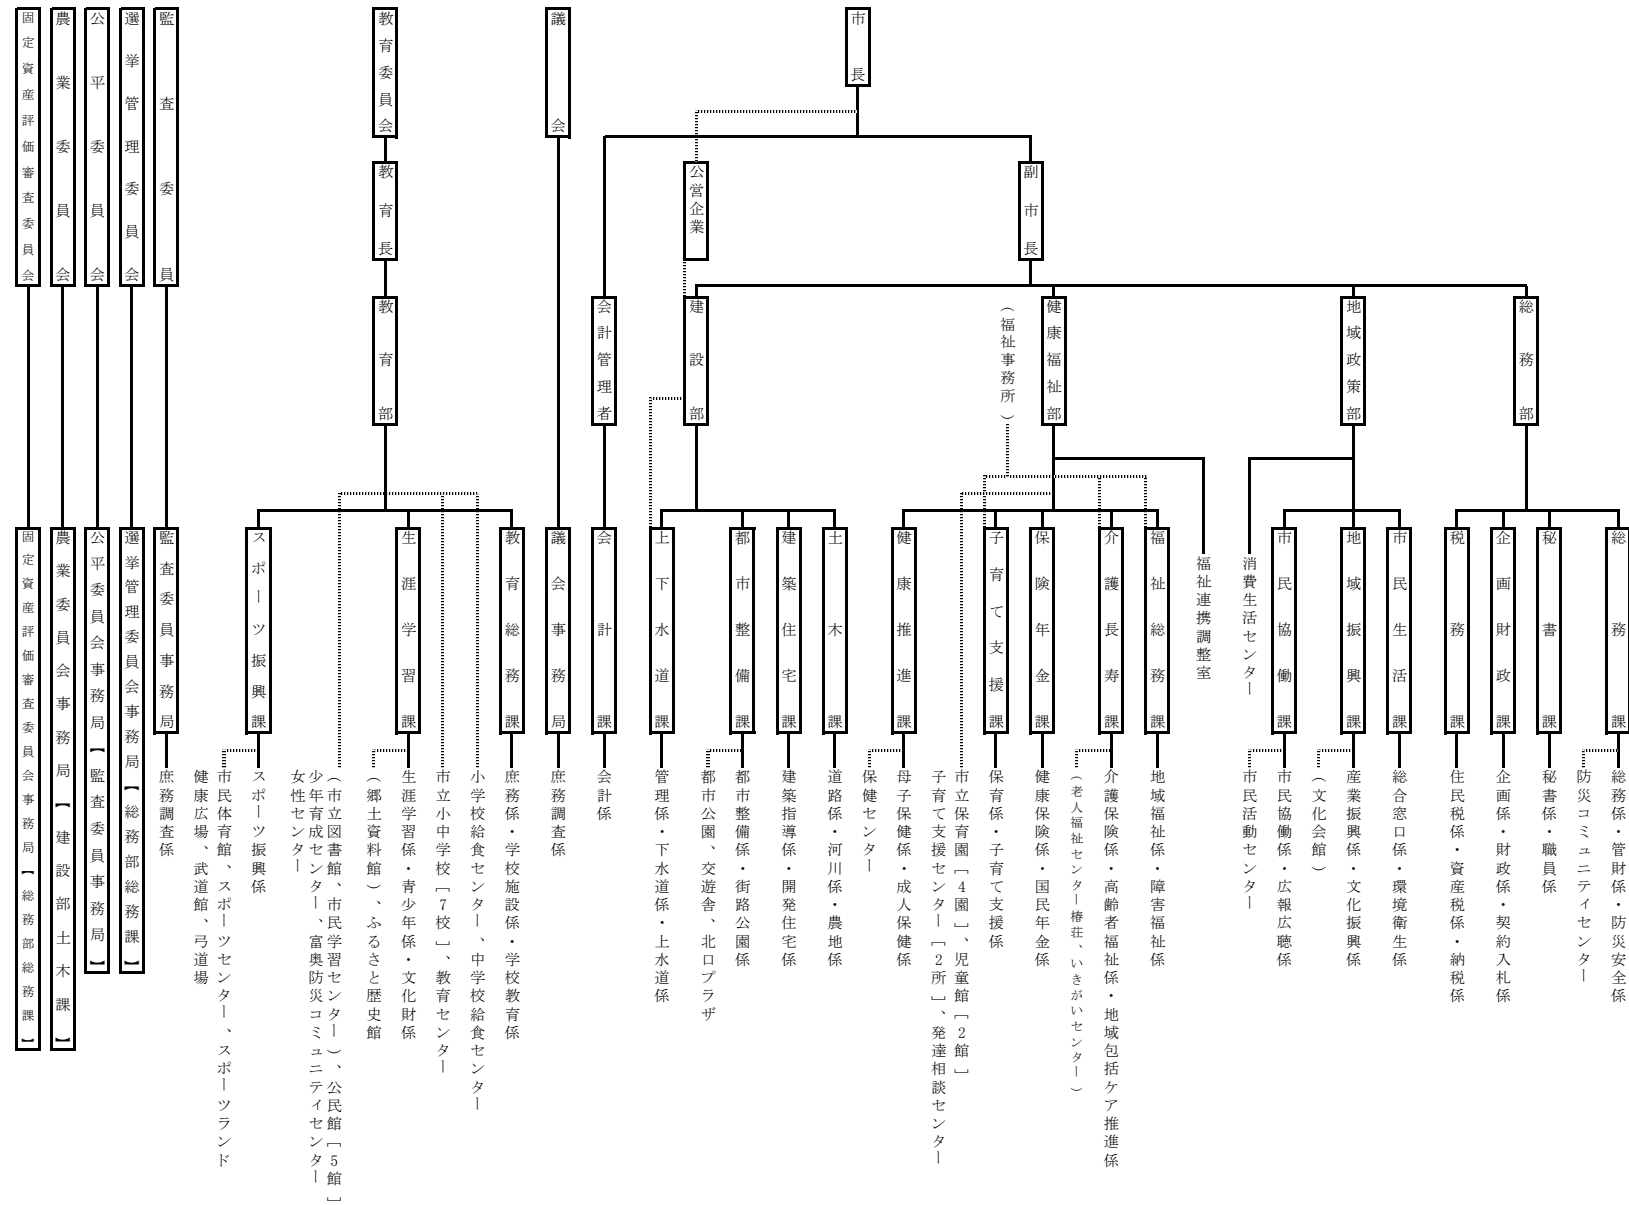 市長
議会
教育委員会
監査委員
選挙管理委員会
公平委員会
農業委員会
固定資産評価審査委員会
副市長
公営企業
教育長
総務部
地域政策部
健康福祉部
（福祉事務所）
建設部
会計管理者
教育部
総務課
秘書課
企画財政課
税務課
市民生活課
地域振興課
市民協働課
消費生活センター
福祉連携調整室
福祉総務課
介護長寿課
保険年金課
子育て支援課
健康推進課
土木課
建築住宅課
都市整備課
上下水道課
会計課
議会事務局
教育総務課
生涯学習課
スポーツ振興課
監査委員事務局
選挙管理委員会事務局【総務部総務課】
公平委員会事務局【監査委員事務局】
農業委員会事務局【建設部土木課】
固定資産評価審査委員会事務局【総務部総務課】
総務係・管財係・防災安全係
防災コミュニティセンター
秘書係・職員係
企画係・財政係・契約入札係
住民税係・資産税係・納税係
総合窓口係・環境衛生係
産業振興係・文化振興係
（文化会館）
市民協働係・広報広聴係
市民活動センター
地域福祉係・障害福祉係
介護保険係・高齢者福祉係・地域包括ケア推進係
（老人福祉センター椿荘、いきがいセンター）
健康保険係・国民年金係
保育係・子育て支援係
市立保育園［4園］、児童館［2館］
子育て支援センター［2所］、発達相談センター
母子保健係・成人保健係
保健センター
道路係・河川係・農地係
建築指導係・開発住宅係
都市整備係・街路公園係
都市公園、交遊舎、北口プラザ
管理係・下水道係・上水道係
会計係
庶務調査係
庶務係・学校施設係・学校教育係
小学校給食センター、中学校給食センター
市立小中学校［7校］、教育センター
生涯学習係・青少年係・文化財係
（郷土資料館）、ふるさと歴史館
（市立図書館、市民学習センター）、公民館［5館］
少年育成センター、富奥防災コミュニティセンター
女性センター
スポーツ振興係
市民体育館、スポーツセンター、スポーツランド
健康広場、武道館、弓道場
庶務調査係